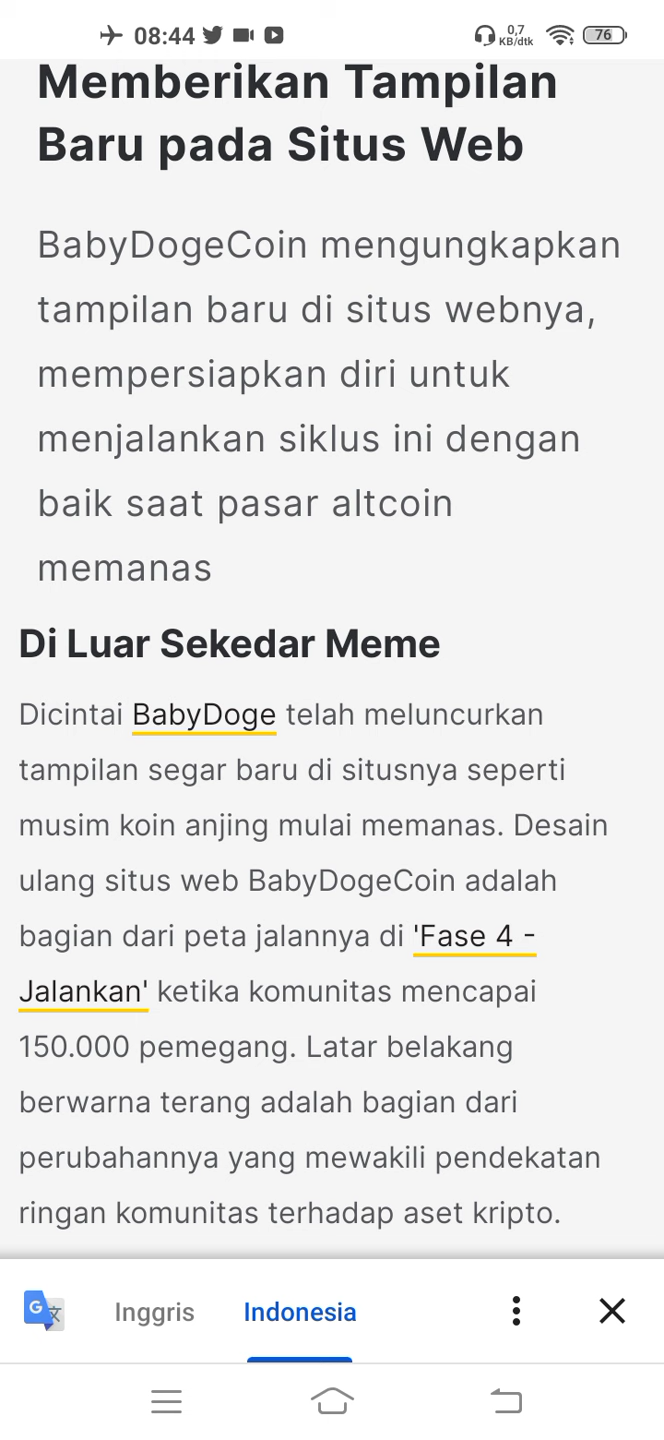 08:44
0,7
KB/dtk
76
Memberikan Tampilan
Baru pada Situs Web
BabyDogeCoin mengungkapkan
tampilan baru di situs webnya,
mempersiapkan diri untuk
menjalankan siklus ini dengan
baik saat pasar altcoin
memanas
Di Luar Sekedar Meme
Dicintai BabyDoge telah meluncurkan
tampilan segar baru di situsnya seperti
musim koin anjing mulai memanas. Desain
ulang situs web BabyDogeCoin adalah
bagian dari peta jalannya di 'Fase 4 -
Jalankan' ketika komunitas mencapai
150.000 pemegang. Latar belakang
berwarna terang adalah bagian dari
perubahannya yang mewakili pendekatan
ringan komunitas terhadap aset kripto.
G 文
Inggris
Indonesia